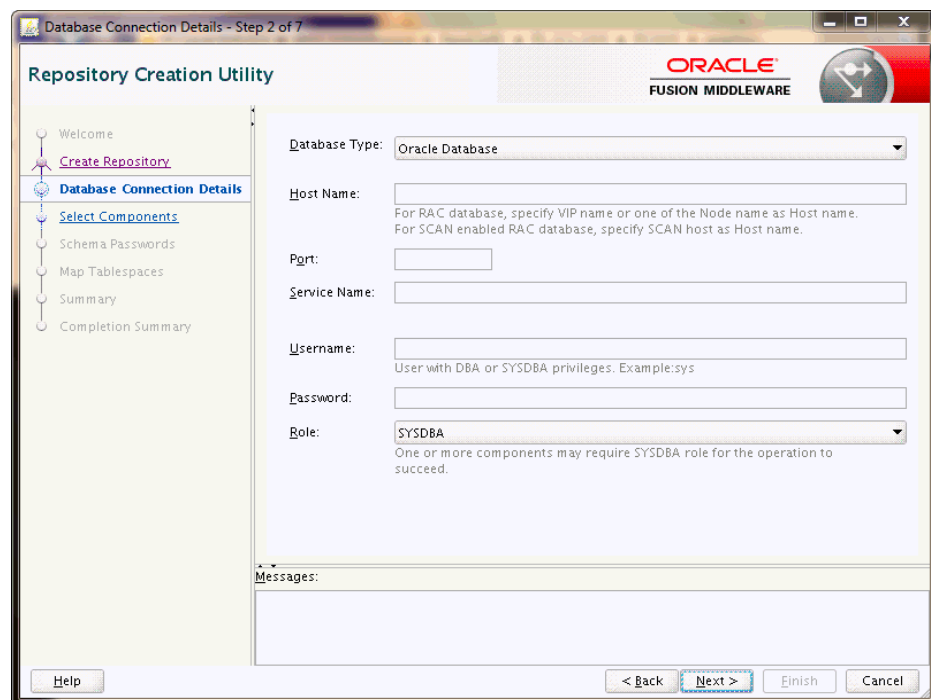 Database Connection Details - Step 2 of 7
Repository Creation Utility
ORACLE
FUSION MIDDLEWARE
Welcome
Create Repository
Database Connection Details
Select Components
Schema Passwords
Map Tablespaces
Summary
Completion Summary
Database Type: Oracle Database
Host Name:
For RAC database, specify VIP name or one of the Node name as Host name.
For SCAN enabled RAC database, specify SCAN host as Host name.
Port:
Service Name:
Username:
User with DBA or SYSDBA privileges. Example:sys
Password:
Role: SYSDBA
One or more components may require SYSDBA role for the operation to
succeed.
Messages:
Help < Back Next > Finish Cancel